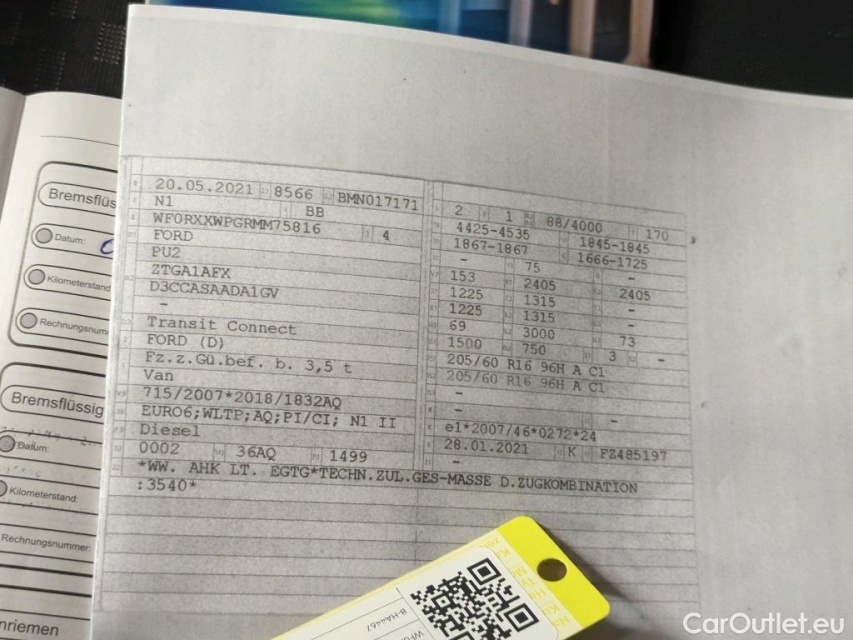 20.05.2021 8566 BMN017171
N1 BB
WF0RXXWPGRMM75816 4
FORD
PU2
ZTGA1AFX
D3CCASAADA1GV
-
Transit Connect
FORD (D)
Fz.z.Gü.bef. b. 3,5 t
Van
715/2007*2018/1832AQ
EURO6;WLTP;AQ;PI/CI; N1 II
Diesel
0002 36AQ 1499
*WW. AHK LT. EGTG*TECHN.ZUL.GES-MASSE D.ZUGKOMBINATION
:3540*
2 1 88/4000 170
4425-4535 1845-1845
1867-1867 1666-1725
- 75 -
153 2405 2405
1225 1315
1225 1315 73
69 3000
1500 750 3 -
205/60 R16 96H A C1
205/60 R16 96H A C1
-
- -
e1*2007/46*0272*24
28.01.2021 K FZ485197
-
Bremsflüs
Datum:
Kilometerstand
Rechnungsnum
Bremsflüssig
Datum:
Kilometerstand:
Rechnungsnummer:
nriemen
B-HA4467
CarOutlet.eu